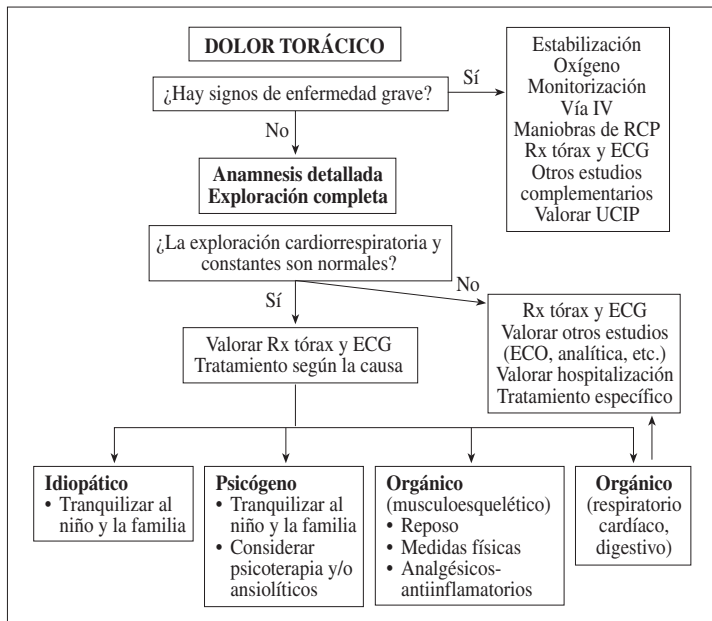 DOLOR TORÁCICO
¿Hay signos de enfermedad grave?
Sí
Estabilización
Oxígeno
Monitorización
Vía IV
Maniobras de RCP
Rx tórax y ECG
Otros estudios
complementarios
Valorar UCIP
No
Anamnesis detallada
Exploración completa
¿La exploración cardiorrespiratoria y
constantes son normales?
No
Sí
Rx tórax y ECG
Valorar otros estudios
(ECO, analítica, etc.)
Valorar hospitalización
Tratamiento específico
Valorar Rx tórax y ECG
Tratamiento según la causa
Idiopático
• Tranquilizar al
niño y la familia
Psicógeno
• Tranquilizar al
niño y la familia
• Considerar
psicoterapia y/o
ansiolíticos
Orgánico
(musculoesquelético)
• Reposo
• Medidas físicas
• Analgésicos-
antiinflamatorios
Orgánico
(respiratorio
cardíaco,
digestivo)